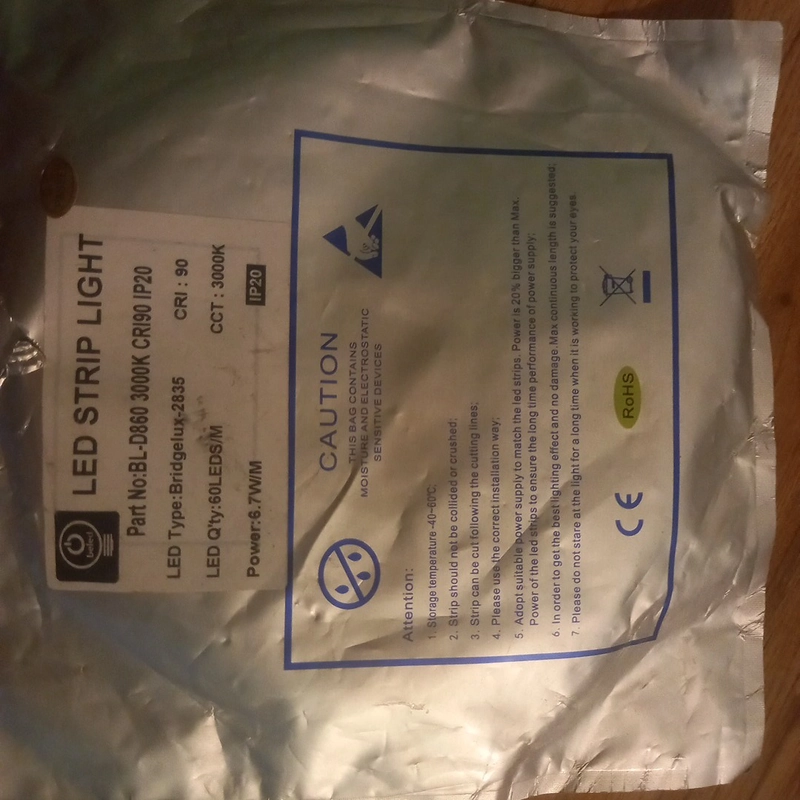 LED STRIP LIGHT
Part No:BL-D860 3000K CRI90 IP20
LED Type:Bridgelux-2835 CRI : 90
LED Q'ty:60LEDS/M CCT : 3000K
Power:6.7W/M IP20
CAUTION
THIS BAG CONTAINS
MOISTURE AND ELECTROSTATIC
SENSITIVE DEVICES
Attention:
1. Storage temperature -40~60℃.
2. Strip should not be collided or crushed;
3. Strip can be cut following the cutting lines;
4. Please use the correct installation way;
5. Adopt suitable power supply to match the led strips. Power is 20% bigger than Max.
Power of the led strips to ensure the long time performance of power supply;
6. In order to get the best lighting effect and no damage.Max continuous length is suggested;
7. Please do not stare at the light for a long time when it is working to protect your eyes.
CE RoHS